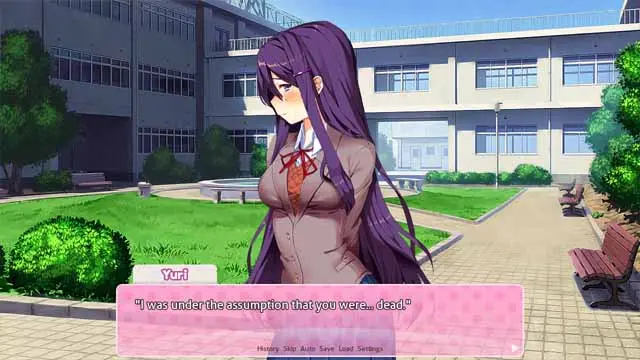 Yuri
"I was under the assumption that you were... dead."
History Skip Auto Save Load Settings